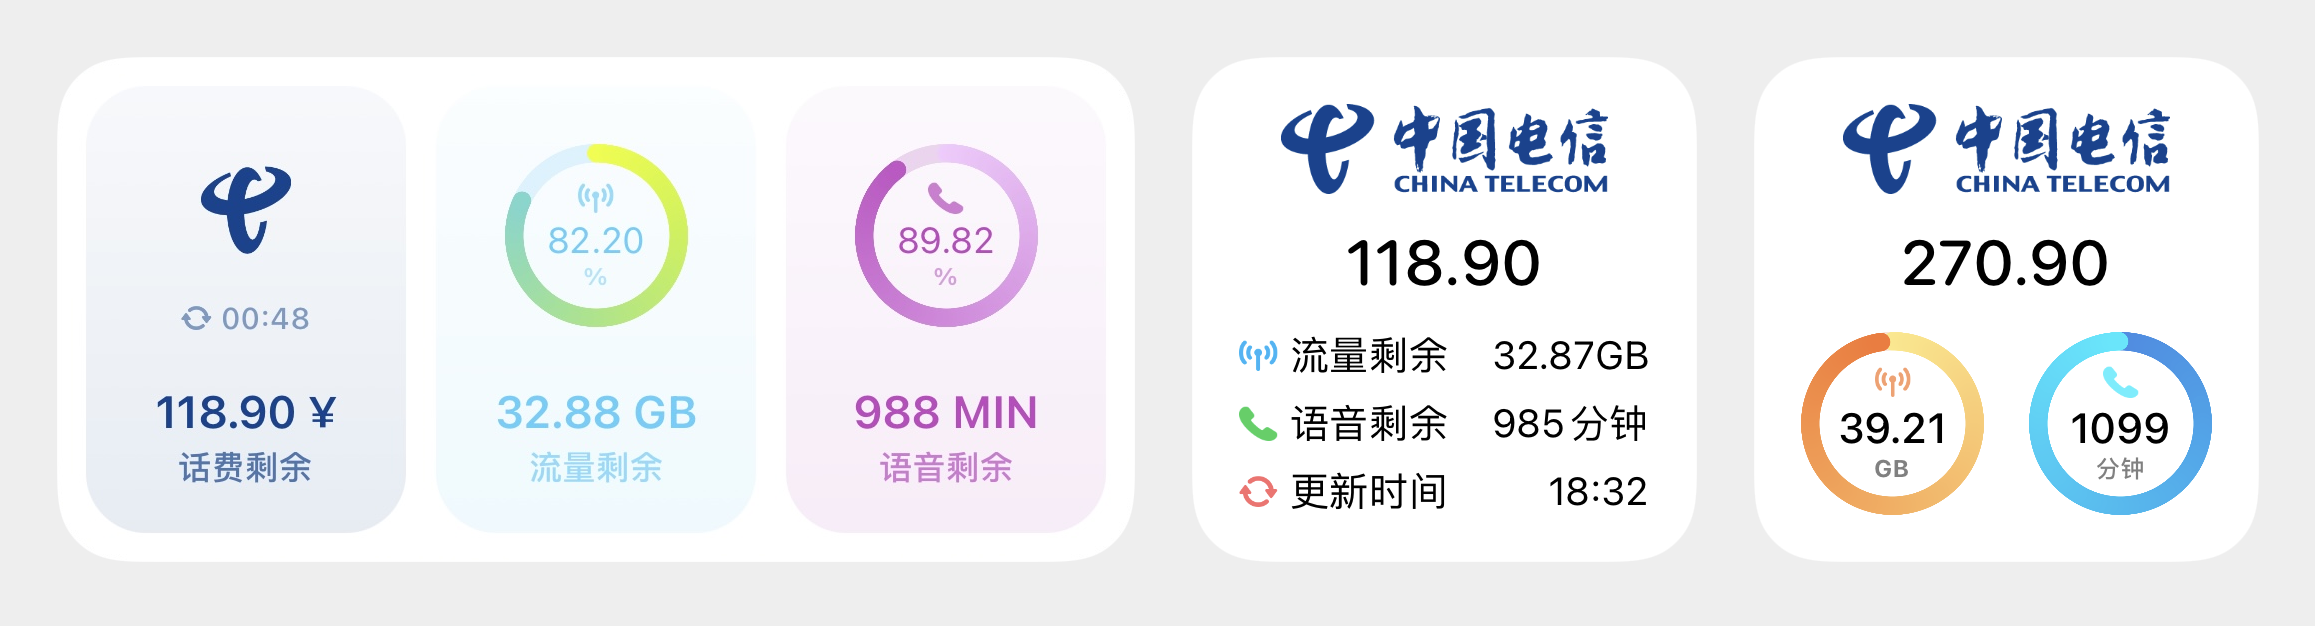 00:48
118.90 ¥
话费剩余
82.20
%
32.88 GB
流量剩余
89.82
%
988 MIN
语音剩余
中国电信
CHINA TELECOM
118.90
流量剩余 32.87GB
语音剩余 985分钟
更新时间 18:32
中国电信
CHINA TELECOM
270.90
39.21
GB
1099
分钟